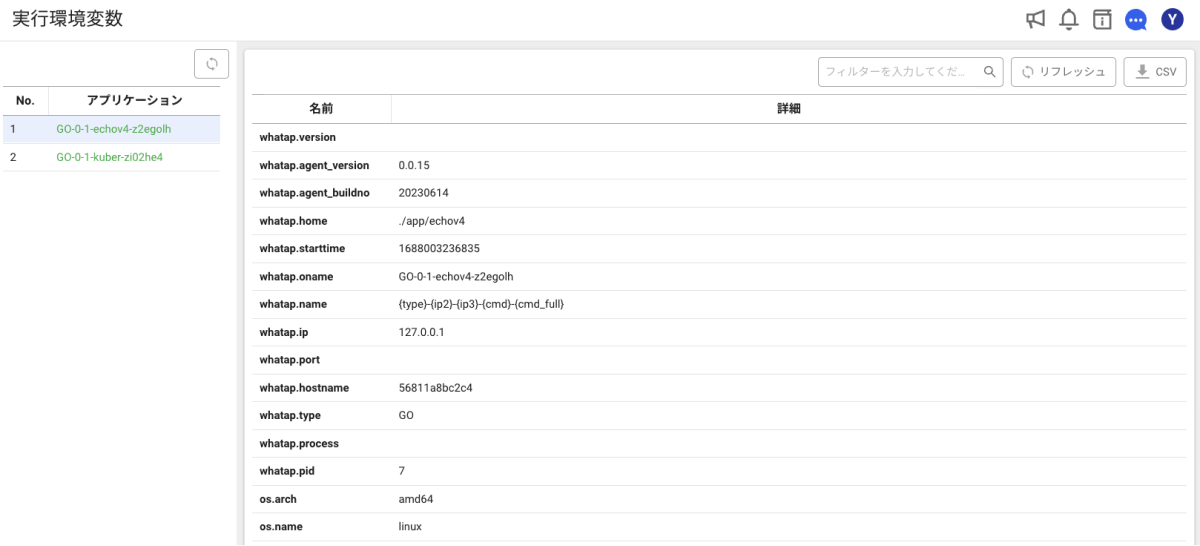 実行環境変数
Y
No. アプリケーション
1 GO-0-1-echov4-z2egolh
2 GO-0-1-kuber-zi02he4
フィルターを入力してくだ... リフレッシュ CSV
名前 詳細
whatap.version
whatap.agent_version 0.0.15
whatap.agent_buildno 20230614
whatap.home ./app/echov4
whatap.starttime 1688003236835
whatap.oname GO-0-1-echov4-z2egolh
whatap.name {type}-{ip2}-{ip3}-{cmd}-{cmd_full}
whatap.ip 127.0.0.1
whatap.port
whatap.hostname 56811a8bc2c4
whatap.type GO
whatap.process
whatap.pid 7
os.arch amd64
os.name linux